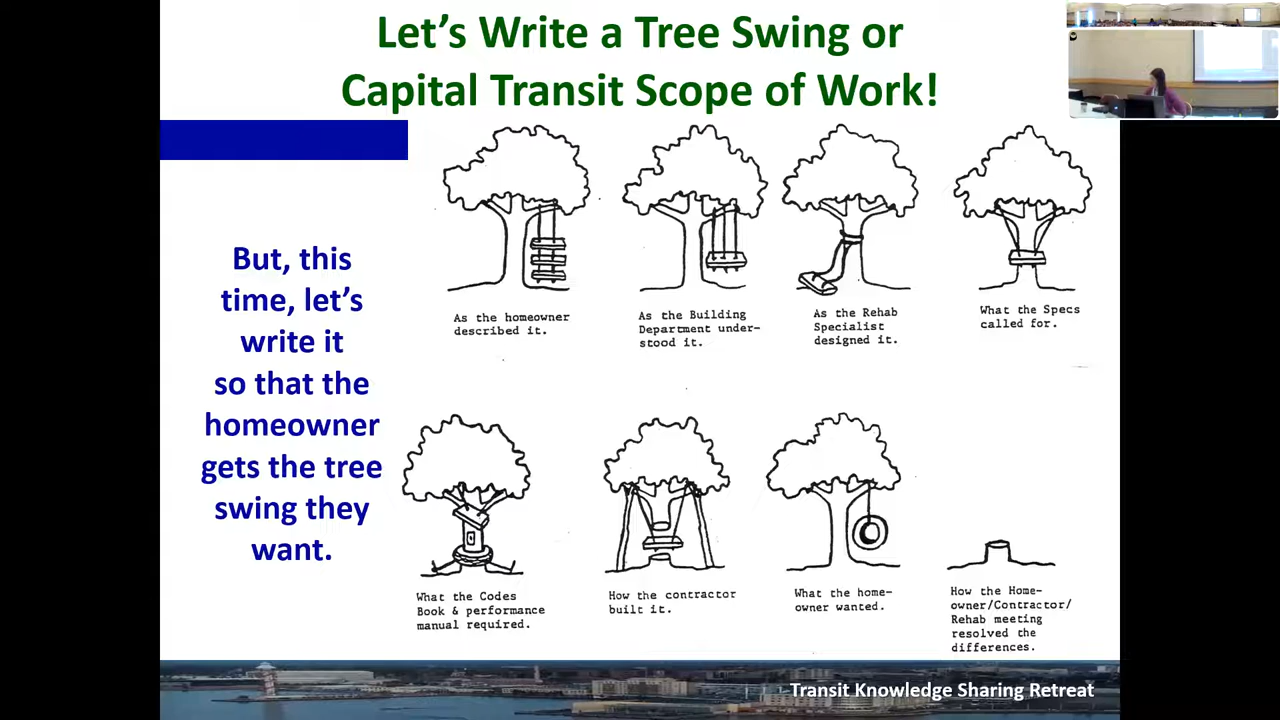 Let's Write a Tree Swing or
Capital Transit Scope of Work!
But, this
time, let's
write it
so that the
homeowner
gets the tree
swing they
want.
As the homeowner
described it.
As the Building
Department under-
stood it.
As the Rehab
Specialist
designed it.
What the Specs
called for.
What the Codes
Book & performance
manual required.
How the contractor
built it.
What the home-
owner wanted.
How the Home-
owner/Contractor/
Rehab meeting
resolved the
differences.
Transit Knowledge Sharing Retreat